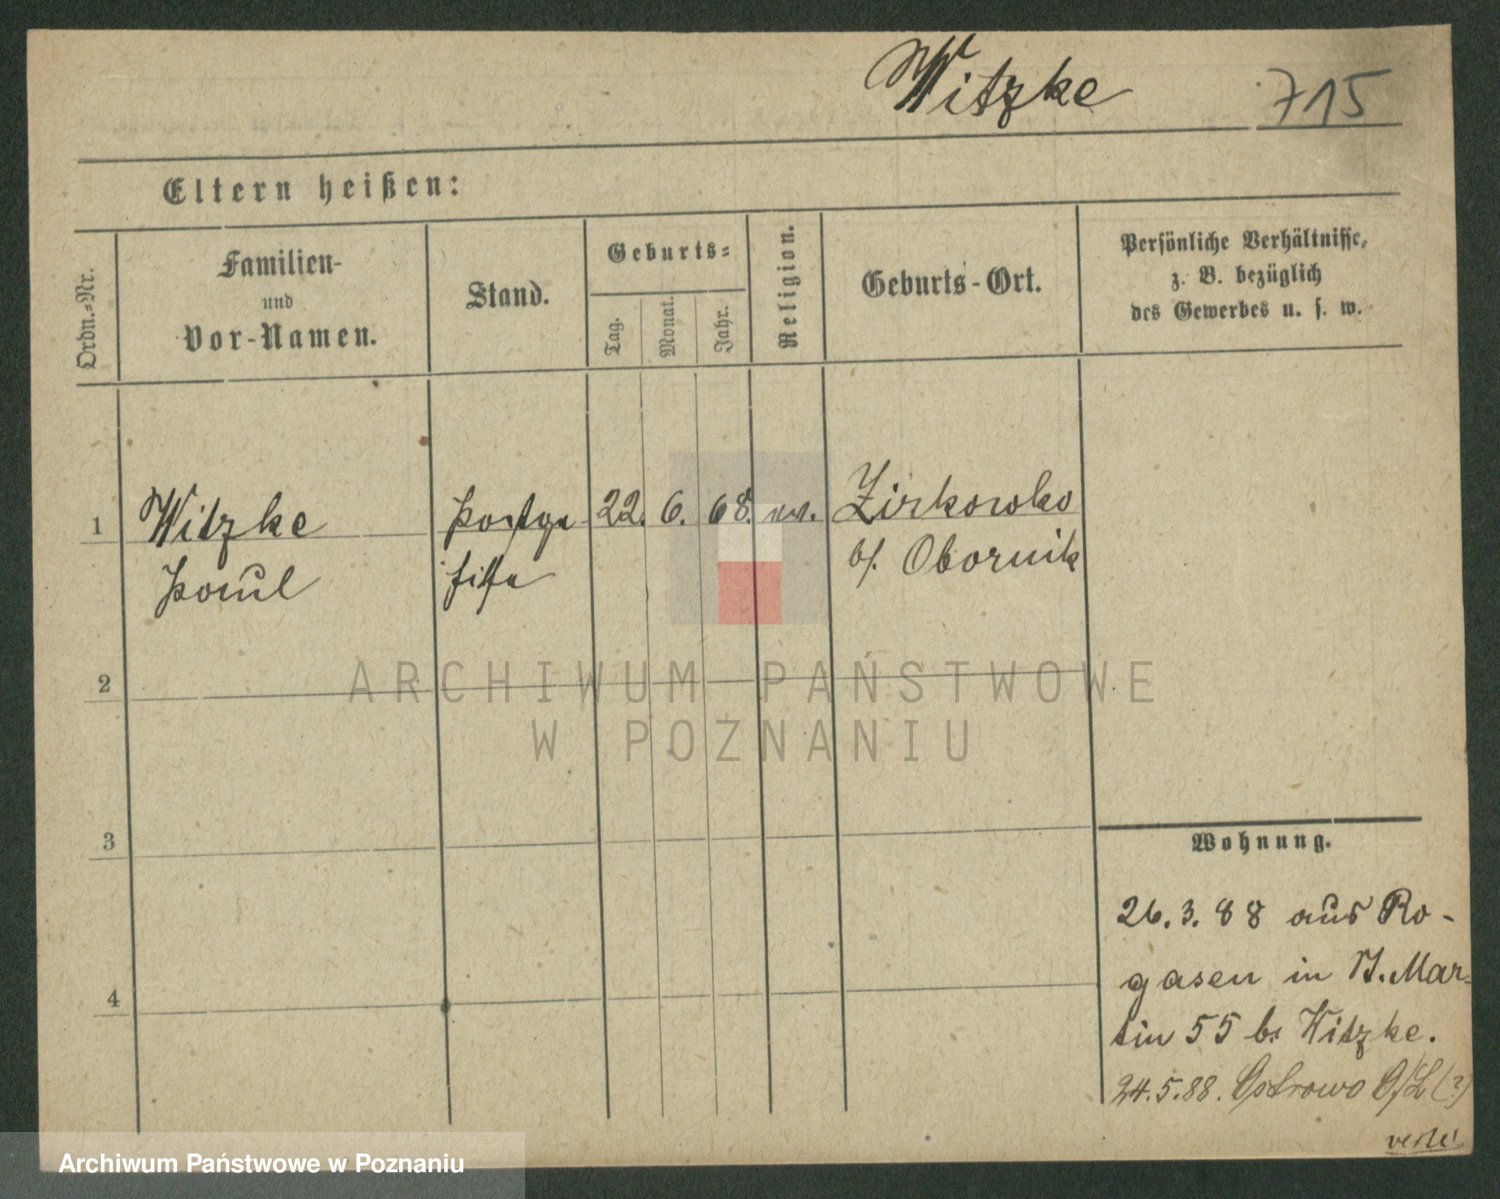 Witzke 715
Eltern heißen:
Ordn.-Nr.
Familien-
und
Vor-Namen.
Stand.
Geburts-
Tag.
Monat.
Jahr.
Religion.
Geburts-Ort.
Persönliche Verhältnisse,
z. B. bezüglich
des Gewerbes u. s. w.
1 Witzke Postge- 22. 6. 68. ev. Zirkowko
Paul hilfe b/. Obornik
2
3
4
Wohnung.
26.3.88 aus Ro-
gasen in St. Mar-
tin 55 b. Witzke.
24.5.88. Ostrowo (?)
ARCHIWUM PAŃSTWOWE
W POZNANIU
Archiwum Państwowe w Poznaniu